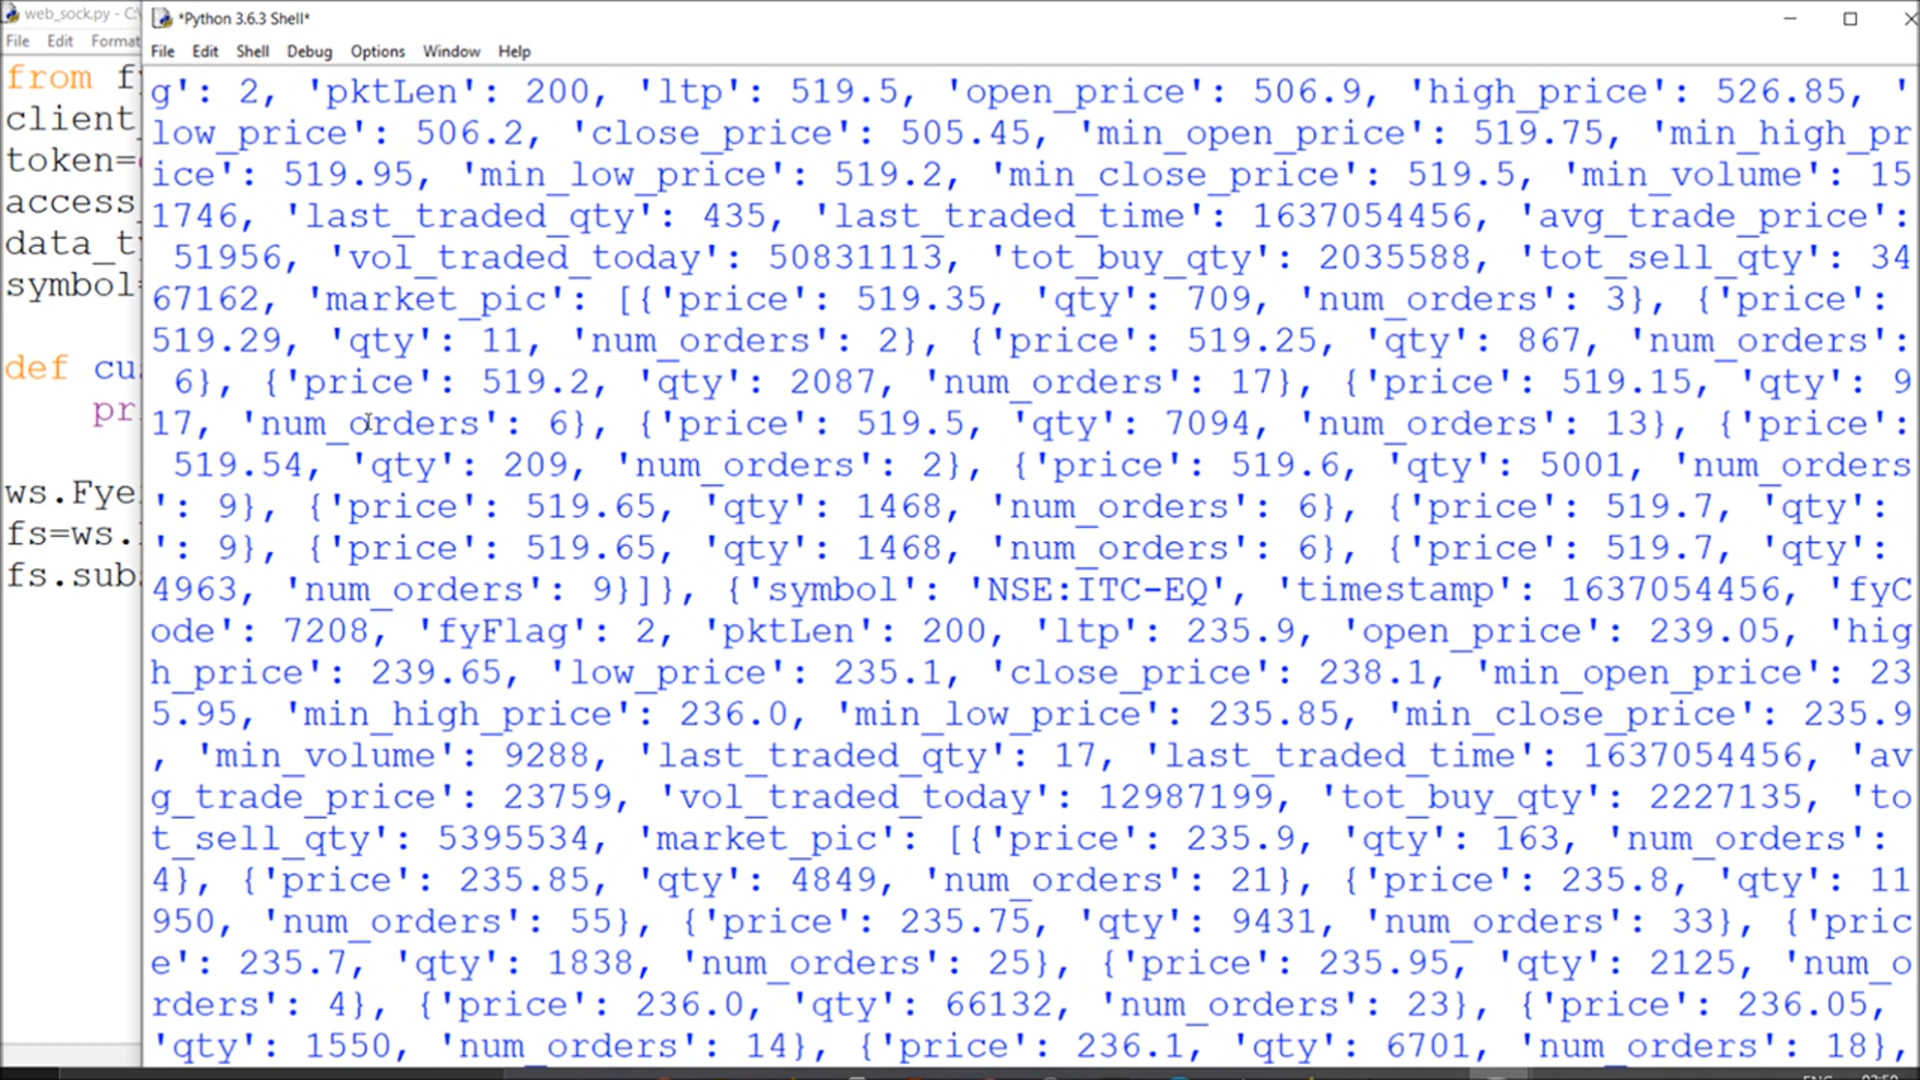 web_sock.py - C:\
File Edit Format
from f
client
token=
access
data_t
symbol
def cu
pr
ws.Fye
fs=ws.
fs.sub
*Python 3.6.3 Shell*
File Edit Shell Debug Options Window Help
g': 2, 'pktLen': 200, 'ltp': 519.5, 'open_price': 506.9, 'high_price': 526.85, '
low_price': 506.2, 'close_price': 505.45, 'min_open_price': 519.75, 'min_high_pr
ice': 519.95, 'min_low_price': 519.2, 'min_close_price': 519.5, 'min_volume': 15
1746, 'last_traded_qty': 435, 'last_traded_time': 1637054456, 'avg_trade_price':
51956, 'vol_traded_today': 50831113, 'tot_buy_qty': 2035588, 'tot_sell_qty': 34
67162, 'market_pic': [{'price': 519.35, 'qty': 709, 'num_orders': 3}, {'price':
519.29, 'qty': 11, 'num_orders': 2}, {'price': 519.25, 'qty': 867, 'num_orders':
6}, {'price': 519.2, 'qty': 2087, 'num_orders': 17}, {'price': 519.15, 'qty': 9
17, 'num_orders': 6}, {'price': 519.5, 'qty': 7094, 'num_orders': 13}, {'price':
519.54, 'qty': 209, 'num_orders': 2}, {'price': 519.6, 'qty': 5001, 'num_orders
': 9}, {'price': 519.65, 'qty': 1468, 'num_orders': 6}, {'price': 519.7, 'qty':
': 9}, {'price': 519.65, 'qty': 1468, 'num_orders': 6}, {'price': 519.7, 'qty':
4963, 'num_orders': 9}]}, {'symbol': 'NSE:ITC-EQ', 'timestamp': 1637054456, 'fyC
ode': 7208, 'fyFlag': 2, 'pktLen': 200, 'ltp': 235.9, 'open_price': 239.05, 'hig
h_price': 239.65, 'low_price': 235.1, 'close_price': 238.1, 'min_open_price': 23
5.95, 'min_high_price': 236.0, 'min_low_price': 235.85, 'min_close_price': 235.9
, 'min_volume': 9288, 'last_traded_qty': 17, 'last_traded_time': 1637054456, 'av
g_trade_price': 23759, 'vol_traded_today': 12987199, 'tot_buy_qty': 2227135, 'to
t_sell_qty': 5395534, 'market_pic': [{'price': 235.9, 'qty': 163, 'num_orders':
4}, {'price': 235.85, 'qty': 4849, 'num_orders': 21}, {'price': 235.8, 'qty': 11
950, 'num_orders': 55}, {'price': 235.75, 'qty': 9431, 'num_orders': 33}, {'pric
e': 235.7, 'qty': 1838, 'num_orders': 25}, {'price': 235.95, 'qty': 2125, 'num_o
rders': 4}, {'price': 236.0, 'qty': 66132, 'num_orders': 23}, {'price': 236.05,
'qty': 1550, 'num_orders': 14}, {'price': 236.1, 'qty': 6701, 'num_orders': 18},